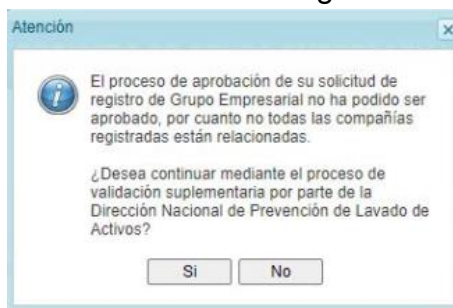 Atención
El proceso de aprobación de su solicitud de
registro de Grupo Empresarial no ha podido ser
aprobado, por cuanto no todas las compañías
registradas están relacionadas.
¿Desea continuar mediante el proceso de
validación suplementaria por parte de la
Dirección Nacional de Prevención de Lavado de
Activos?
Si No